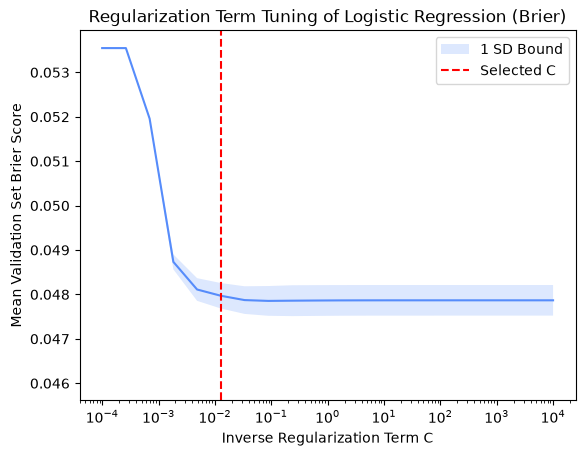 Regularization Term Tuning of Logistic Regression (Brier)
1 SD Bound
Selected C
Mean Validation Set Brier Score
0.053
0.052
0.051
0.050
0.049
0.048
0.047
0.046
10⁻⁴ 10⁻³ 10⁻² 10⁻¹ 10⁰ 10¹ 10² 10³ 10⁴
Inverse Regularization Term C